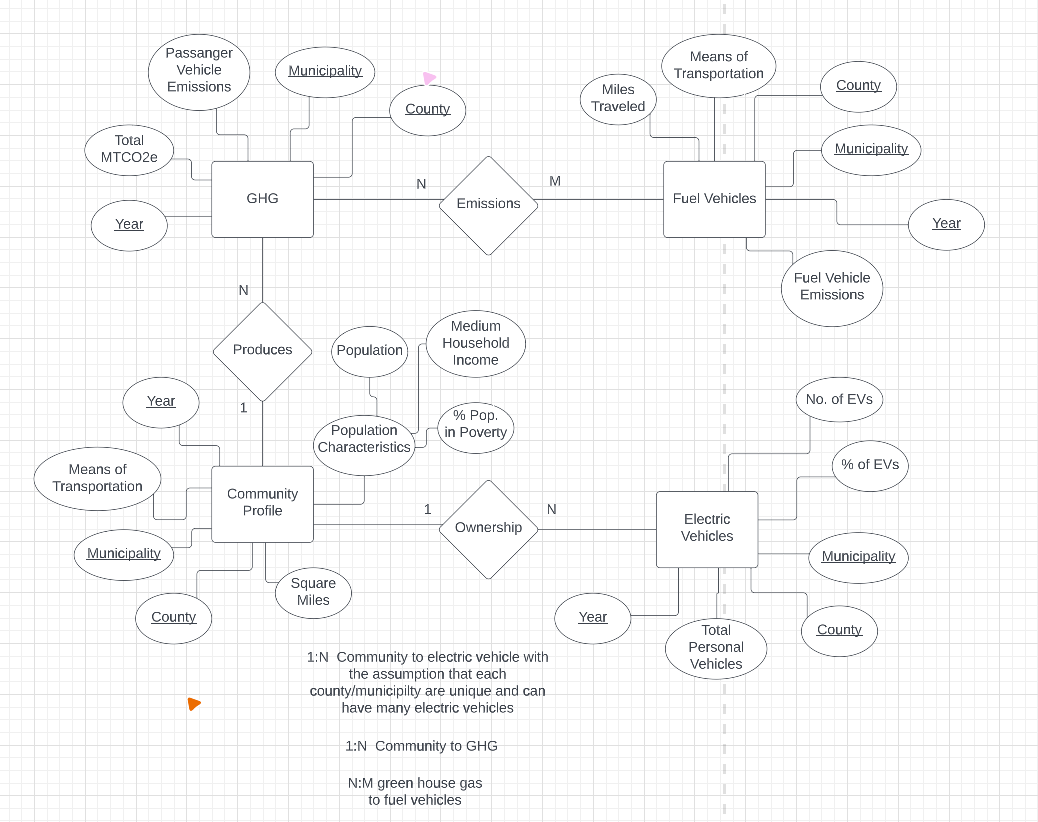 Passanger
Vehicle
Emissions
Municipality
County
Total
MTCO2e
Year
GHG
N
Emissions
M
Means of
Transportation
Miles
Traveled
County
Municipality
Fuel Vehicles
Year
Fuel Vehicle
Emissions
N
Produces
1
Population
Medium
Household
Income
% Pop.
in Poverty
Population
Characteristics
Year
Means of
Transportation
Community
Profile
Municipality
County
Square
Miles
1
Ownership
N
No. of EVs
% of EVs
Electric
Vehicles
Municipality
County
Year
Total
Personal
Vehicles
1:N Community to electric vehicle with
the assumption that each
county/municipilty are unique and can
have many electric vehicles
1:N Community to GHG
N:M green house gas
to fuel vehicles